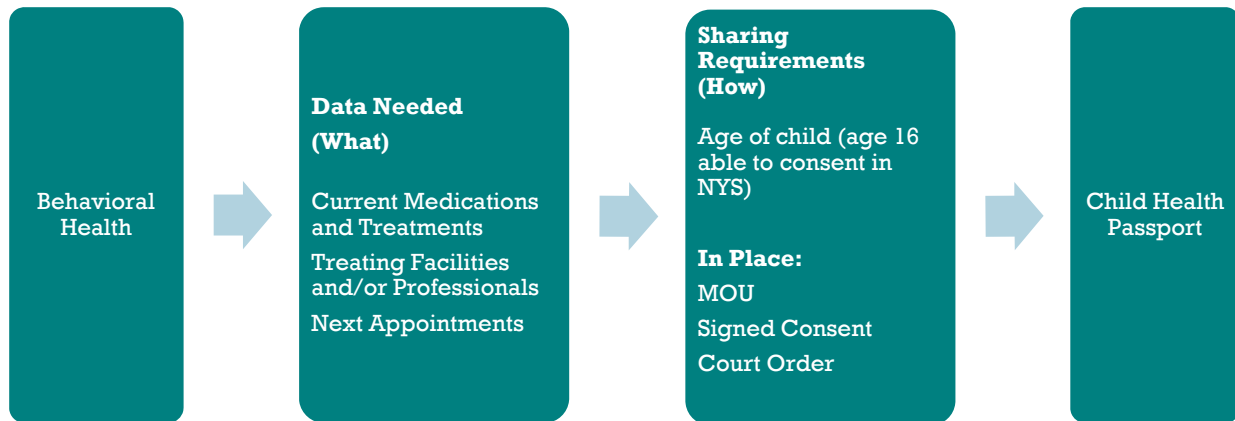 Behavioral
Health
Data Needed
(What)
Current Medications
and Treatments
Treating Facilities
and/or Professionals
Next Appointments
Sharing
Requirements
(How)
Age of child (age 16
able to consent in
NYS)
In Place:
MOU
Signed Consent
Court Order
Child Health
Passport